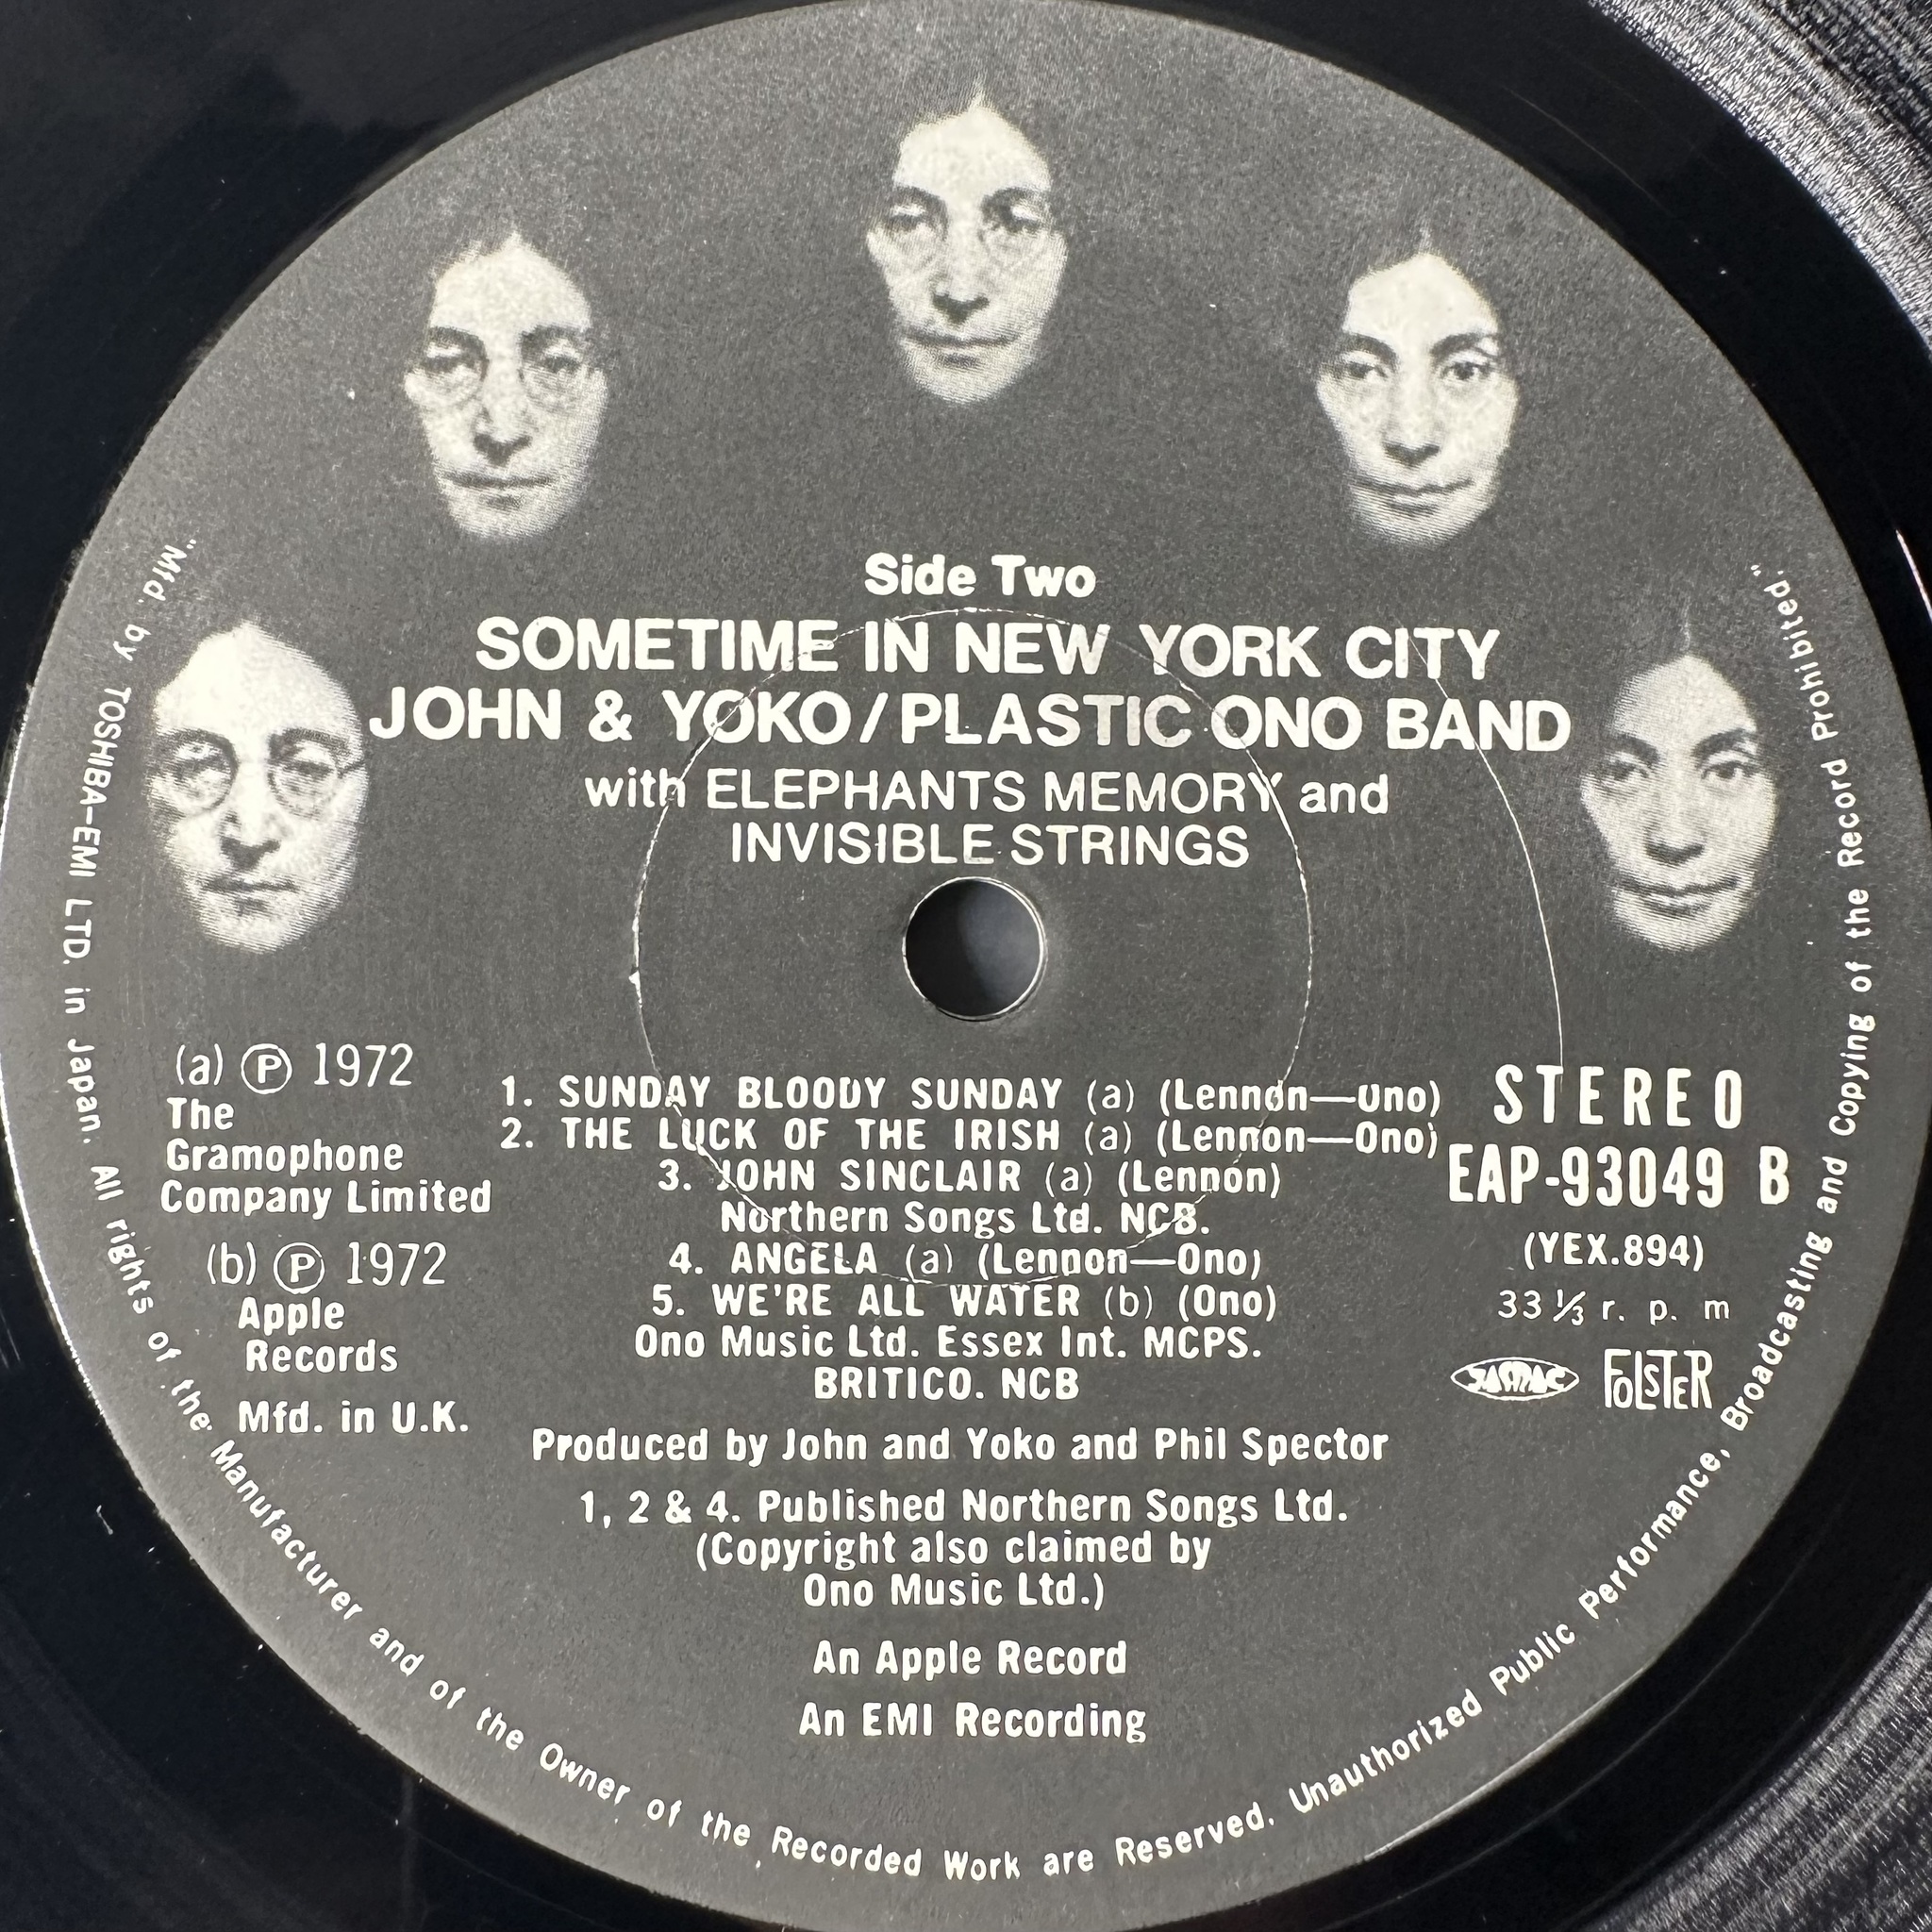 Side Two
SOMETIME IN NEW YORK CITY
JOHN & YOKO/PLASTIC ONO BAND
with ELEPHANTS MEMORY and
INVISIBLE STRINGS
(a) Ⓟ 1972
The
Gramophone
Company Limited
(b) Ⓟ 1972
Apple
Records
Mfd. in U.K.
1. SUNDAY BLOODY SUNDAY (a) (Lennon—Ono)
2. THE LUCK OF THE IRISH (a) (Lennon—Ono)
3. JOHN SINCLAIR (a) (Lennon)
Northern Songs Ltd. NCB.
4. ANGELA (a) (Lennon—Ono)
5. WE'RE ALL WATER (b) (Ono)
Ono Music Ltd. Essex Int. MCPS.
BRITICO. NCB
STEREO
EAP-93049 B
(YEX.894)
33 ⅓ r. p. m
JASRAC FOLSTER
Produced by John and Yoko and Phil Spector
1, 2 & 4. Published Northern Songs Ltd.
(Copyright also claimed by
Ono Music Ltd.)
An Apple Record
An EMI Recording
"Mfd. by TOSHIBA-EMI LTD. in Japan. All rights of the Manufacturer and of the Owner of the Recorded Work are Reserved. Unauthorized Public Performance, Broadcasting and Copying of the Record Prohibited."